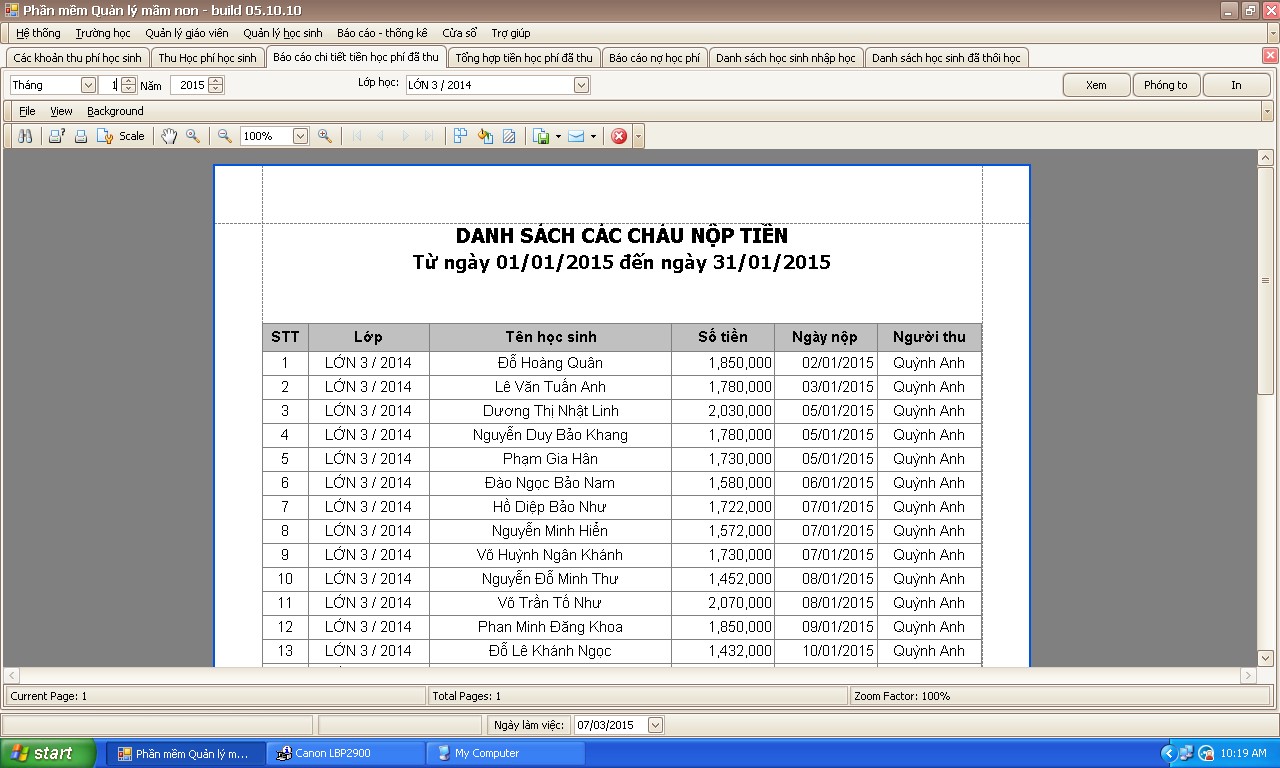 Phần mềm Quản lý mầm non - build 05.10.10
Hệ thống Trường học Quản lý giáo viên Quản lý học sinh Báo cáo - thống kê Cửa sổ Trợ giúp
Các khoản thu phí học sinh Thu Học phí học sinh Báo cáo chi tiết tiền học phí đã thu Tổng hợp tiền học phí đã thu Báo cáo nợ học phí Danh sách học sinh nhập học Danh sách học sinh đã thôi học
Tháng 1 Năm 2015 Lớp học: LỚN 3 / 2014 Xem Phóng to In
File View Background
Scale 100%
DANH SÁCH CÁC CHÁU NỘP TIỀN
Từ ngày 01/01/2015 đến ngày 31/01/2015
STT Lớp Tên học sinh Số tiền Ngày nộp Người thu
1 LỚN 3 / 2014 Đỗ Hoàng Quân 1,850,000 02/01/2015 Quỳnh Anh
2 LỚN 3 / 2014 Lê Văn Tuấn Anh 1,780,000 03/01/2015 Quỳnh Anh
3 LỚN 3 / 2014 Dương Thị Nhật Linh 2,030,000 05/01/2015 Quỳnh Anh
4 LỚN 3 / 2014 Nguyễn Duy Bảo Khang 1,780,000 05/01/2015 Quỳnh Anh
5 LỚN 3 / 2014 Phạm Gia Hân 1,730,000 05/01/2015 Quỳnh Anh
6 LỚN 3 / 2014 Đào Ngọc Bảo Nam 1,580,000 06/01/2015 Quỳnh Anh
7 LỚN 3 / 2014 Hồ Diệp Bảo Như 1,722,000 07/01/2015 Quỳnh Anh
8 LỚN 3 / 2014 Nguyễn Minh Hiển 1,572,000 07/01/2015 Quỳnh Anh
9 LỚN 3 / 2014 Võ Huỳnh Ngân Khánh 1,730,000 07/01/2015 Quỳnh Anh
10 LỚN 3 / 2014 Nguyễn Đỗ Minh Thư 1,452,000 08/01/2015 Quỳnh Anh
11 LỚN 3 / 2014 Võ Trần Tố Như 2,070,000 08/01/2015 Quỳnh Anh
12 LỚN 3 / 2014 Phan Minh Đăng Khoa 1,850,000 09/01/2015 Quỳnh Anh
13 LỚN 3 / 2014 Đỗ Lê Khánh Ngọc 1,432,000 10/01/2015 Quỳnh Anh
Current Page: 1 Total Pages: 1 Zoom Factor: 100%
Ngày làm việc: 07/03/2015
start Phần mềm Quản lý m... Canon LBP2900 My Computer 10:19 AM